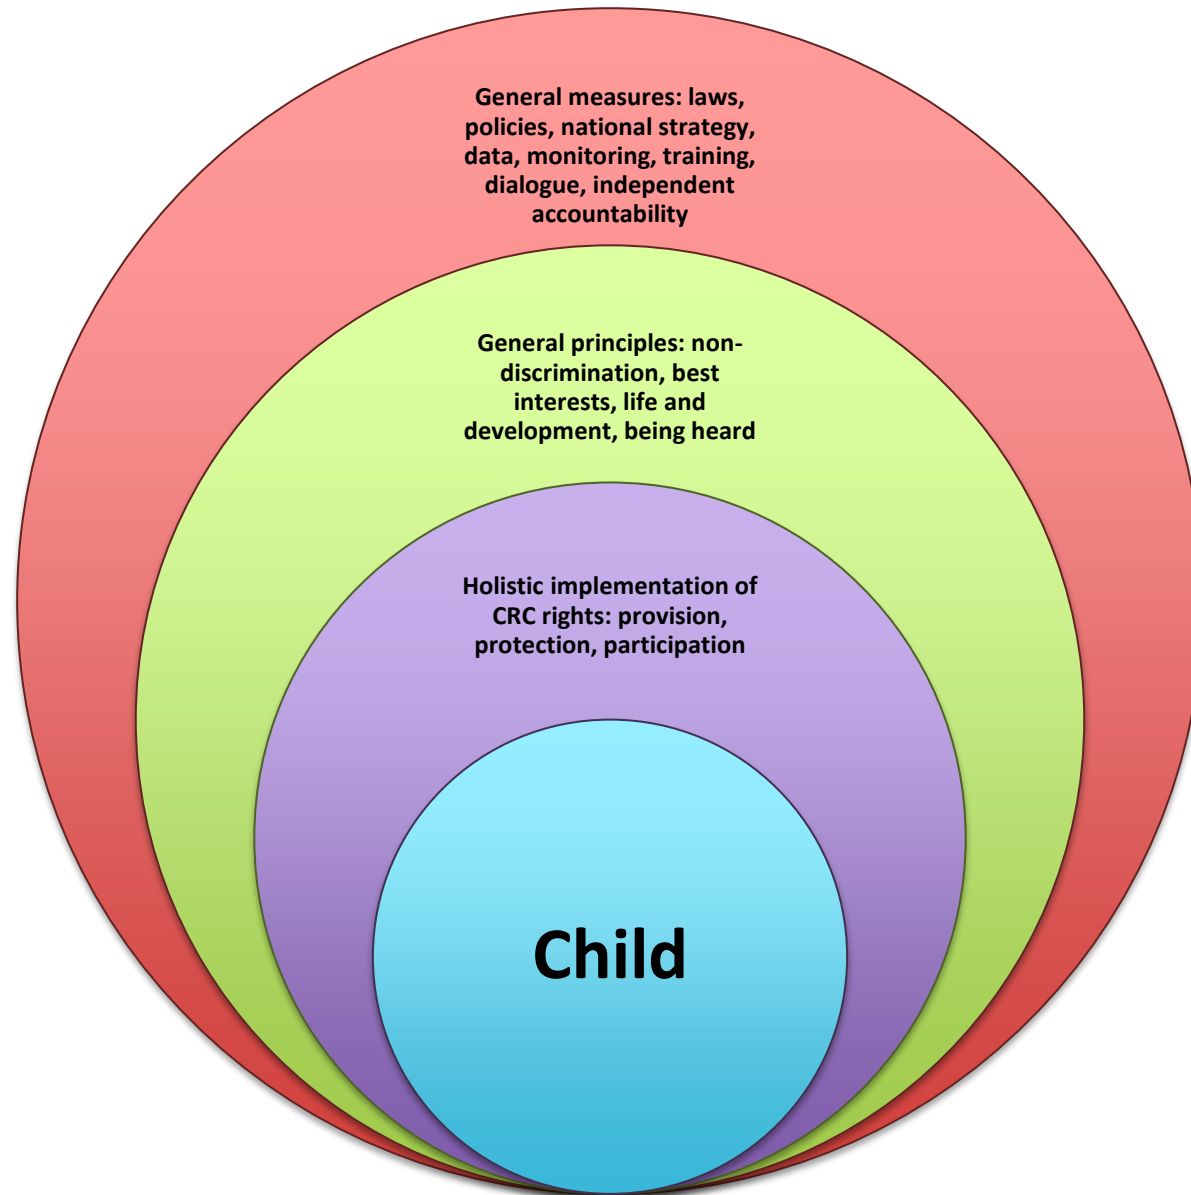 General measures: laws,
policies, national strategy,
data, monitoring, training,
dialogue, independent
accountability
General principles: non-
discrimination, best
interests, life and
development, being heard
Holistic implementation of
CRC rights: provision,
protection, participation
Child